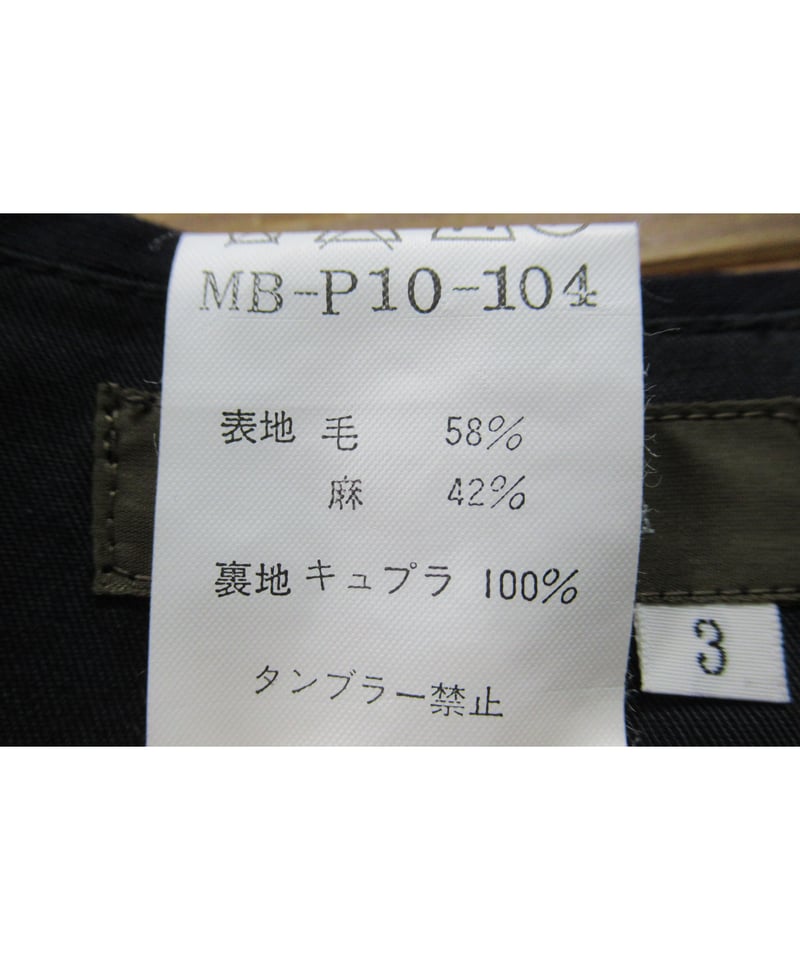 MB-P10-104
表地 毛 58%
麻 42%
裏地 キュプラ 100%
タンブラー禁止
3